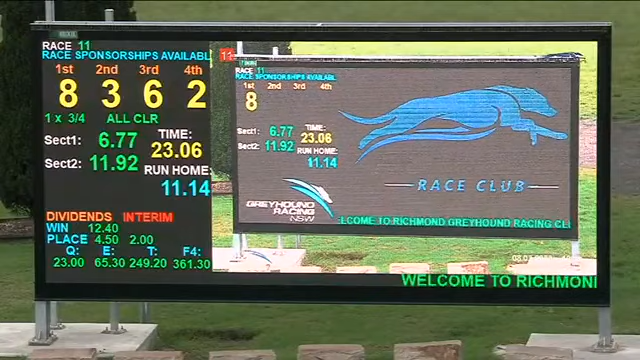 RACE 11
RACE SPONSORSHIPS AVAILABL
1st 2nd 3rd 4th
8 3 6 2
1 x 3/4 ALL CLR
Sect1: 6.77
Sect2: 11.92
TIME:
23.06
RUN HOME:
11.14
DIVIDENDS INTERIM
WIN 12.40
PLACE 4.50 2.00
Q: E: T: F4:
23.00 65.30 249.20 361.30
11
RACE 11
RACE SPONSORSHIPS AVAILABL
1st 2nd 3rd 4th
8
Sect1: 6.77
Sect2: 11.92
TIME:
23.06
RUN HOME:
11.14
RACE CLUB
GREYHOUND
RACING
NSW
LCOME TO RICHMOND GREYHOUND RACING CL
WELCOME TO RICHMON